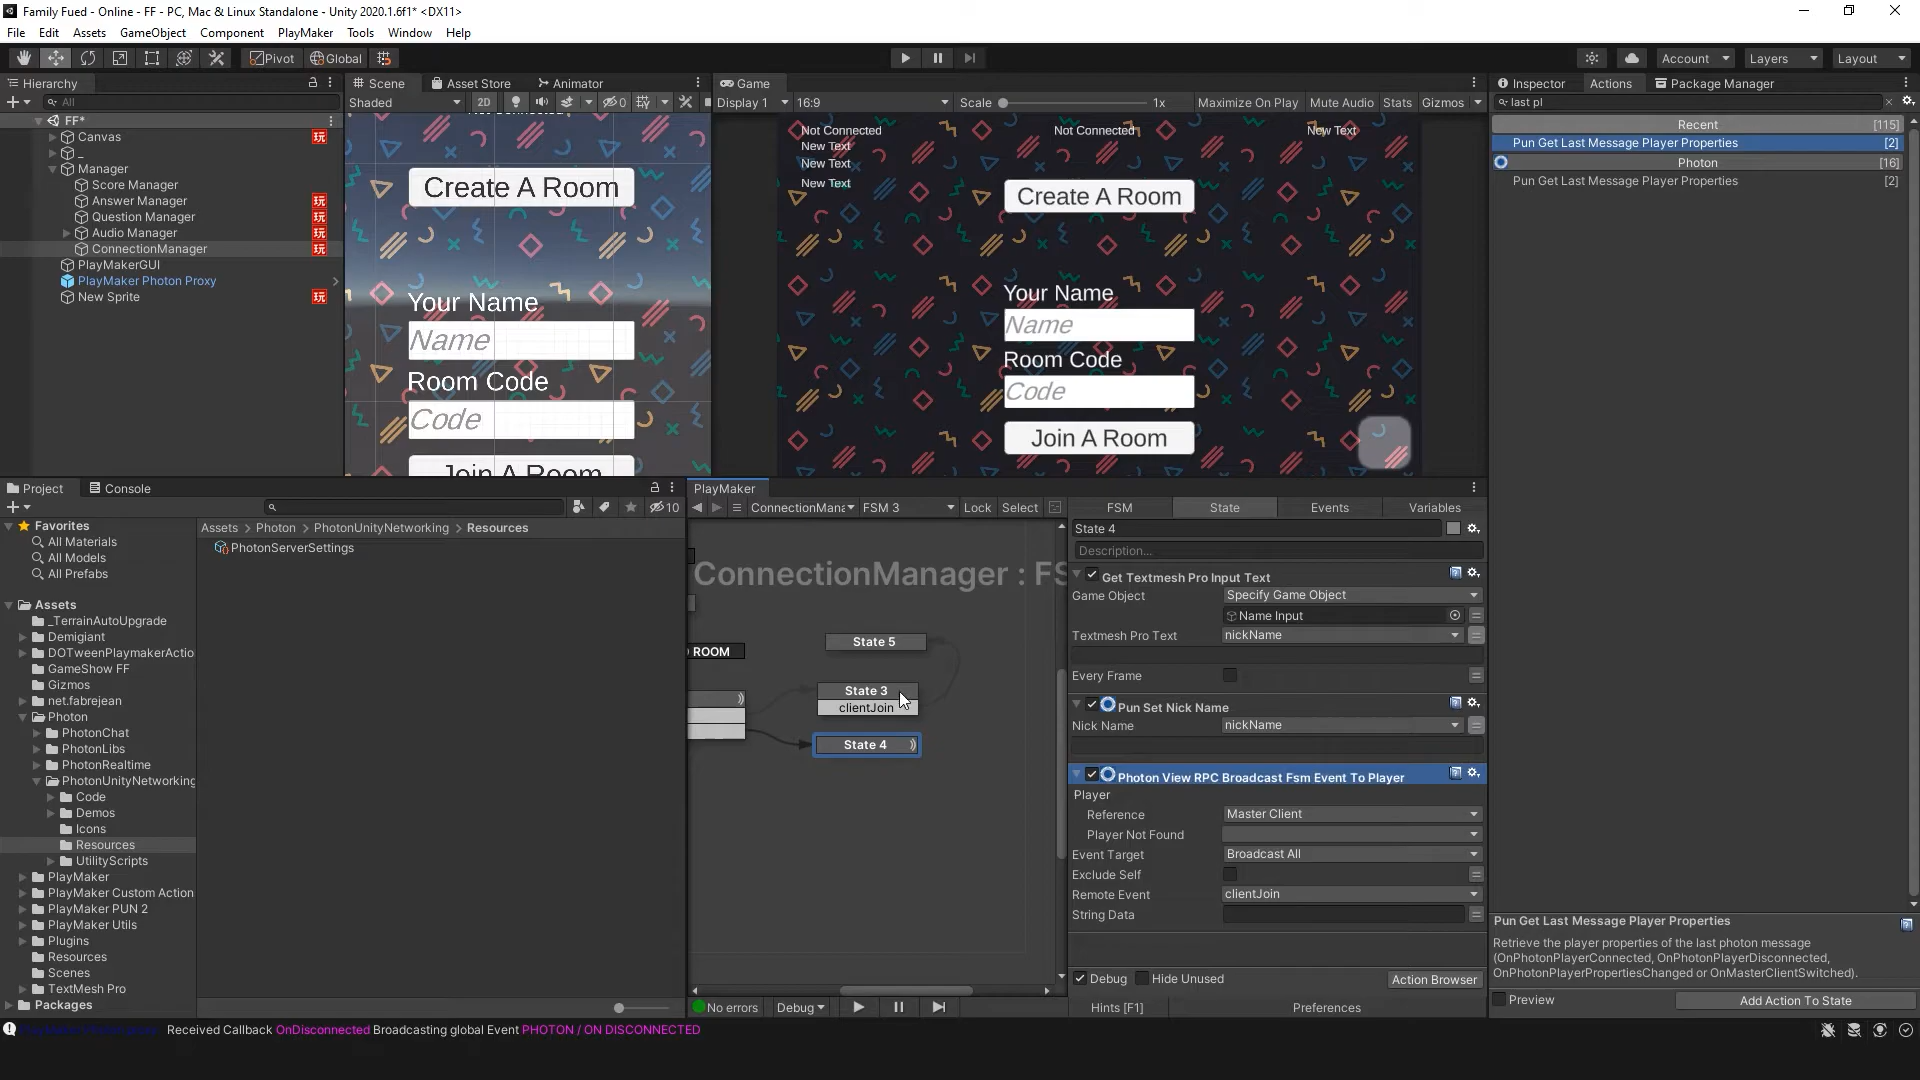 Family Fued - Online - FF - PC, Mac & Linux Standalone - Unity 2020.1.6f1* <DX11>
File Edit Assets GameObject Component PlayMaker Tools Window Help
Pivot Global Account Layers Layout
Hierarchy
All
FF*
Canvas
_
Manager
Score Manager
Answer Manager
Question Manager
Audio Manager
ConnectionManager
PlayMakerGUI
PlayMaker Photon Proxy
New Sprite
Scene Asset Store Animator
Shaded 2D 0
Create A Room
Your Name
Name
Room Code
Code
Join A Room
Game
Display 1 16:9 Scale 1x Maximize On Play Mute Audio Stats Gizmos
Not Connected Not Connected New Text
New Text
New Text
New Text
Create A Room
Your Name
Name
Room Code
Code
Join A Room
Inspector Actions Package Manager
last pl
Recent [115]
Pun Get Last Message Player Properties [2]
Photon [16]
Pun Get Last Message Player Properties [2]
Project Console
10
Favorites
All Materials
All Models
All Prefabs
Assets
_TerrainAutoUpgrade
Demigiant
DOTweenPlaymakerActio
GameShow FF
Gizmos
net.fabrejean
Photon
PhotonChat
PhotonLibs
PhotonRealtime
PhotonUnityNetworking
Code
Demos
Icons
Resources
UtilityScripts
PlayMaker
PlayMaker Custom Action
PlayMaker PUN 2
PlayMaker Utils
Plugins
Resources
Scenes
TextMesh Pro
Packages
Assets > Photon > PhotonUnityNetworking > Resources
PhotonServerSettings
PlayMaker
ConnectionMana FSM 3 Lock Select
ConnectionManager : FS
ROOM
State 5
State 3
clientJoin
State 4
No errors Debug
FSM State Events Variables
State 4
Description...
Get Textmesh Pro Input Text
Game Object Specify Game Object
Name Input
Textmesh Pro Text nickName
Every Frame
Pun Set Nick Name
Nick Name nickName
Photon View RPC Broadcast Fsm Event To Player
Player
Reference Master Client
Player Not Found
Event Target Broadcast All
Exclude Self
Remote Event clientJoin
String Data
Debug Hide Unused Action Browser
Hints [F1] Preferences
Pun Get Last Message Player Properties
Retrieve the player properties of the last photon message
(OnPhotonPlayerConnected, OnPhotonPlayerDisconnected,
OnPhotonPlayerPropertiesChanged or OnMasterClientSwitched).
Preview Add Action To State
Received Callback OnDisconnected Broadcasting global Event PHOTON / ON DISCONNECTED